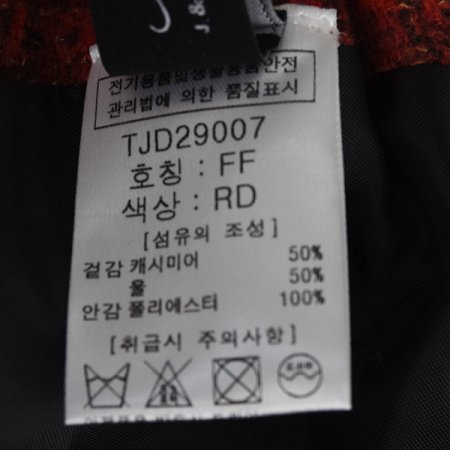 J &
전기용품및생활용품안전
관리법에 의한 품질표시
TJD29007
호칭 : FF
색상 : RD
[섬유의 조성]
겉감 캐시미어 50%
울 50%
안감 폴리에스터 100%
[취급시 주의사항]